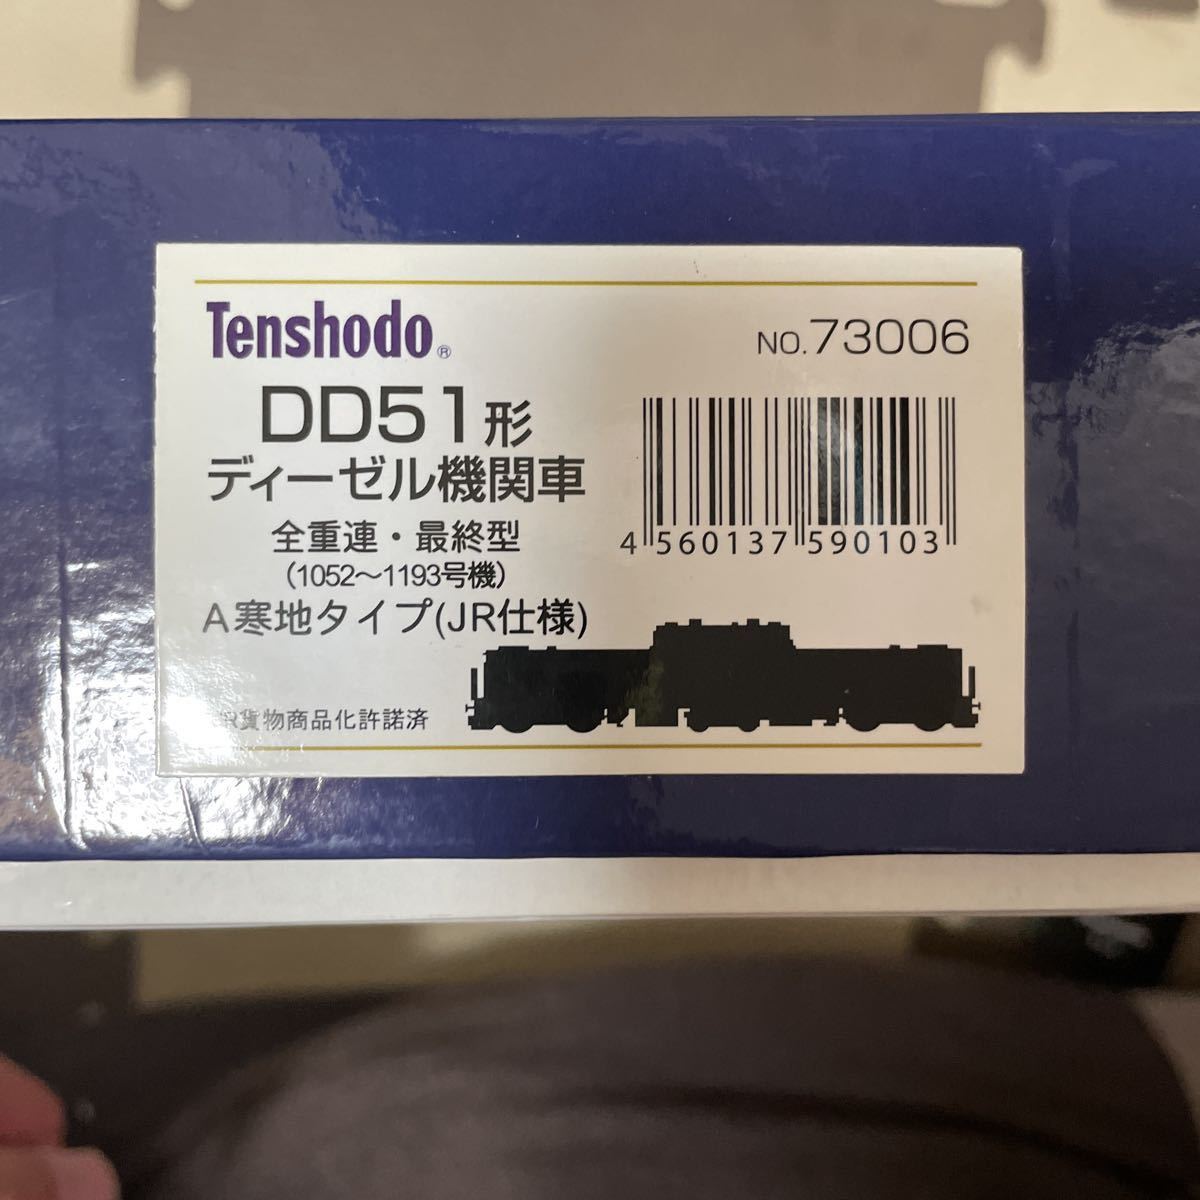 Tenshodo®
NO.73006
DD51形
ディーゼル機関車
全重連・最終型
(1052～1193号機)
A寒地タイプ(JR仕様)
4 560137 590103
JR貨物商品化許諾済